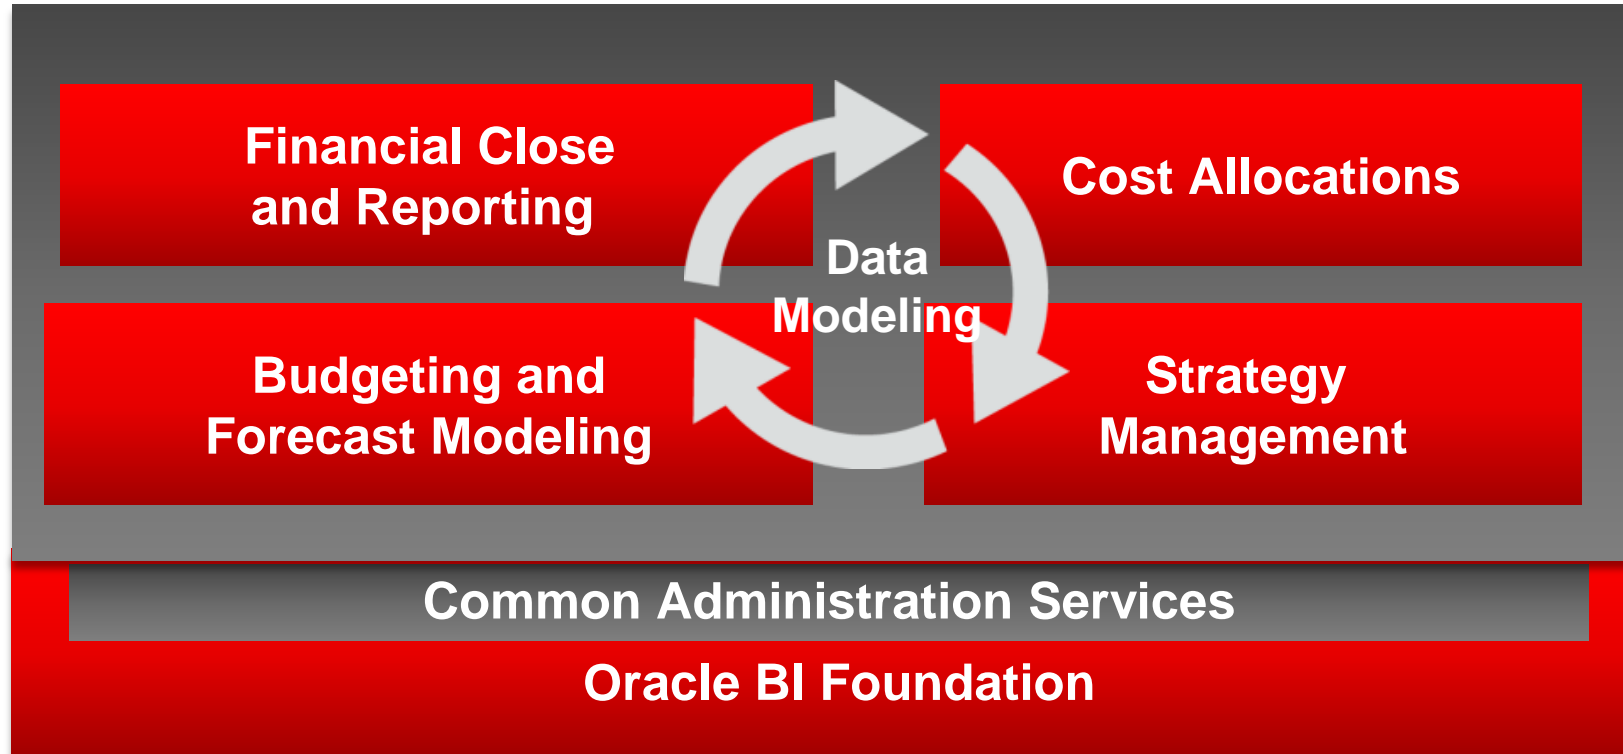 Financial Close
and Reporting
Cost Allocations
Data
Modeling
Budgeting and
Forecast Modeling
Strategy
Management
Common Administration Services
Oracle BI Foundation